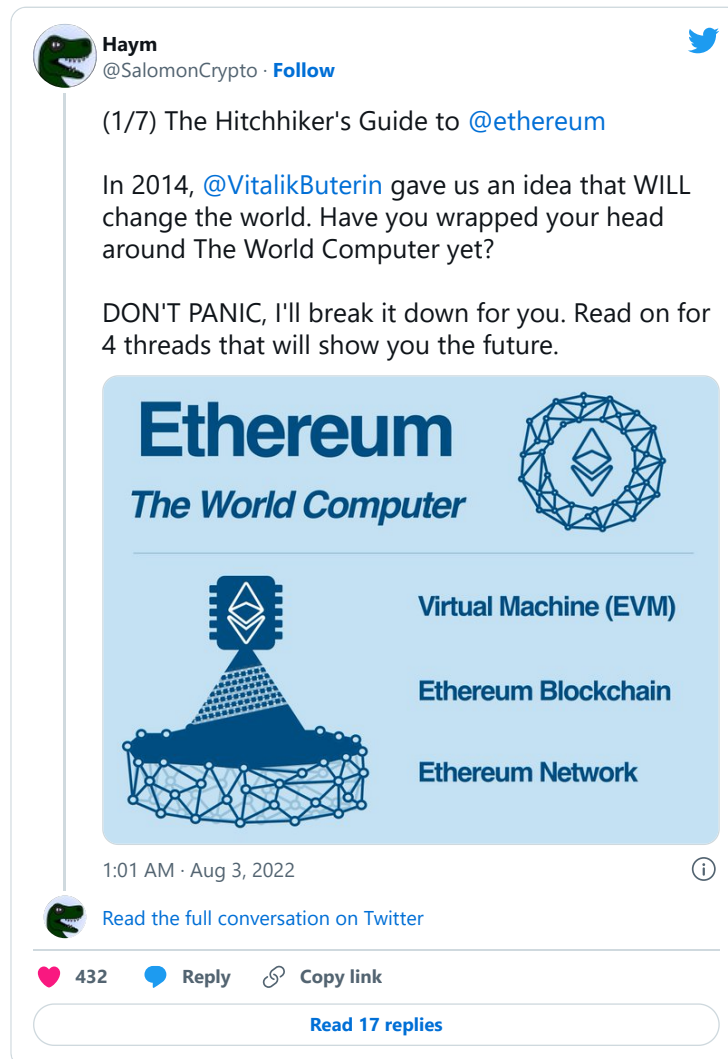 Haym
@SalomonCrypto · Follow
(1/7) The Hitchhiker's Guide to @ethereum
In 2014, @VitalikButerin gave us an idea that WILL
change the world. Have you wrapped your head
around The World Computer yet?
DON'T PANIC, I'll break it down for you. Read on for
4 threads that will show you the future.
Ethereum
The World Computer
Virtual Machine (EVM)
Ethereum Blockchain
Ethereum Network
1:01 AM · Aug 3, 2022
Read the full conversation on Twitter
432 Reply Copy link
Read 17 replies